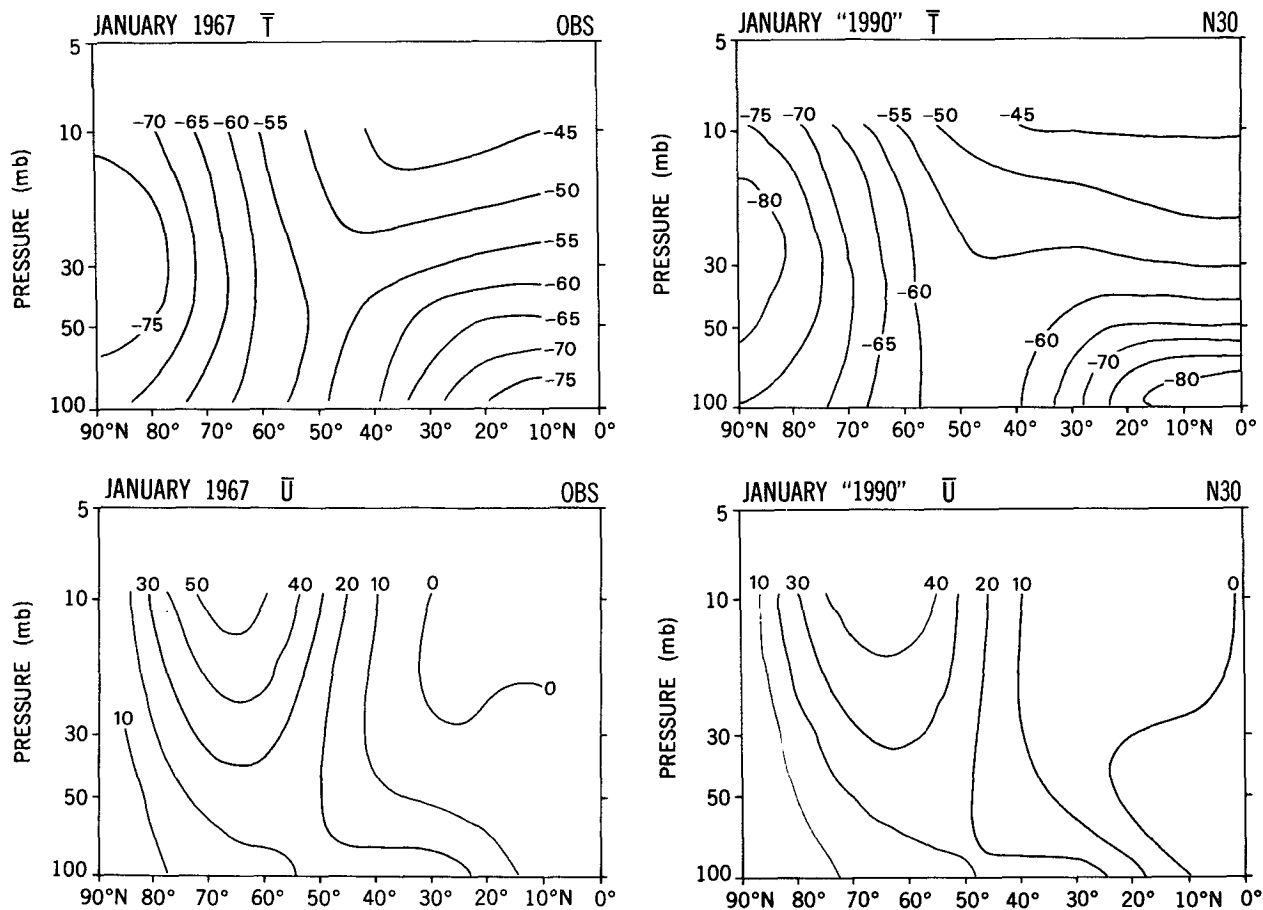 JANUARY 1967 T̅ OBS
5
10
30
50
100
PRESSURE (mb)
-70 -65 -60 -55
-45
-50
-55
-60
-65
-70
-75
-75
90°N 80° 70° 60° 50° 40° 30° 20° 10°N 0°
JANUARY "1990" T̅ N30
5
10
30
50
100
PRESSURE (mb)
-75 -70 -55 -50 -45
-80
-60
-65
-60
-70
-80
90°N 80° 70° 60° 50° 40° 30° 20° 10°N 0°
JANUARY 1967 U̅ OBS
5
10
30
50
100
PRESSURE (mb)
30 50 40 20 10 0
0
10
90°N 80° 70° 60° 50° 40° 30° 20° 10°N 0°
JANUARY "1990" U̅ N30
5
10
30
50
100
PRESSURE (mb)
10 30 40 20 10 0
90°N 80° 70° 60° 50° 40° 30° 20° 10°N 0°